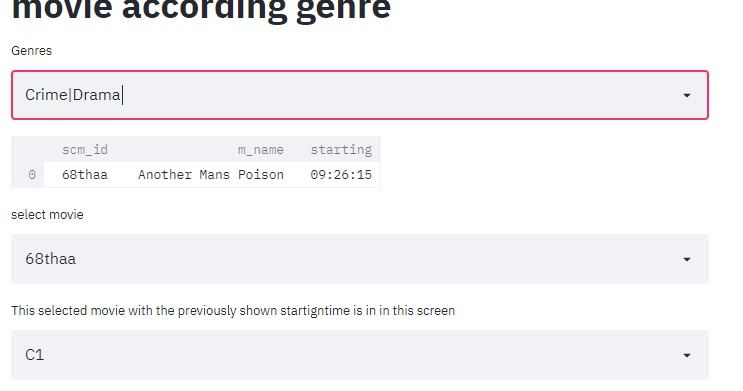 movie according genre
Genres
Crime|Drama
scm_id m_name starting
0 68thaa Another Mans Poison 09:26:15
select movie
68thaa
This selected movie with the previously shown startigntime is in in this screen
C1